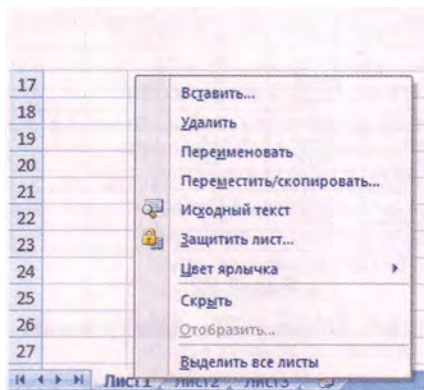 17
Вставить...
18
Удалить
19
Переименовать
20
Переместить/скопировать...
21
22
Исходный текст
23
Защитить лист...
24
Цвет ярлычка
25
Скрыть
26
Отобразить...
27
Выделить все листы
Лист1 Лист2 Лист3